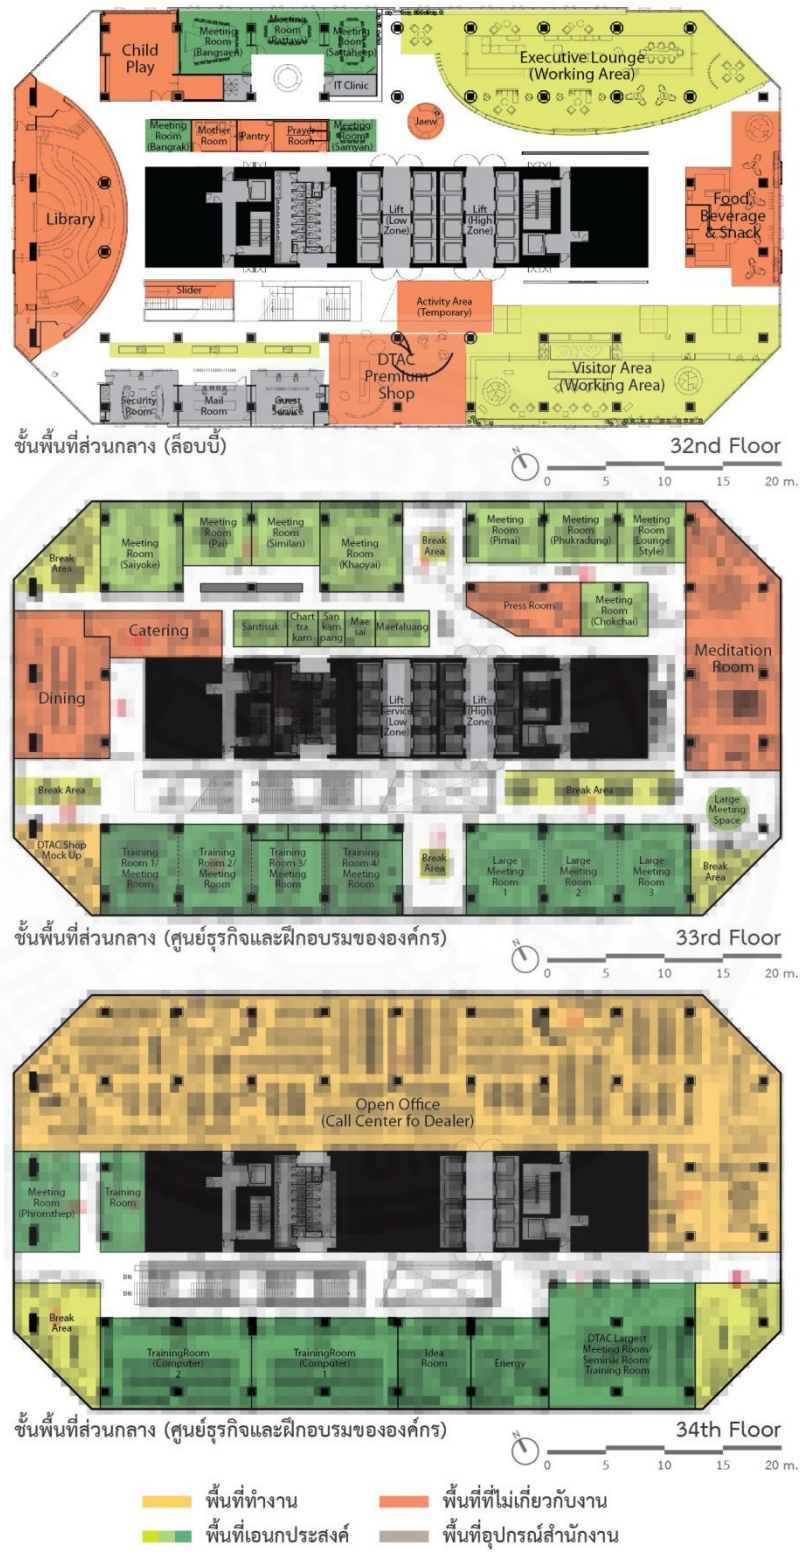 Child
Play
Meeting
Room
(Bangsaen)
Meeting
Room
(Pattaya)
Meeting
Room
(Sattaheep)
IT Clinic
Executive Lounge
(Working Area)
Meeting
Room
(Bangrak)
Mother
Room
Pantry
Prayer
Room
Meeting
Room
(Samyan)
Jaew
Library
Lift
(Low
Zone)
Lift
(High
Zone)
Food,
Beverage
& Snack
Slider
Activity Area
(Temporary)
DTAC
Premium
Shop
Visitor Area
(Working Area)
Security
Room
Mail
Room
Guest
Service
ชั้นพื้นที่ส่วนกลาง (ล็อบบี้)
32nd Floor
N
0 5 10 15 20 m.
Break
Area
Meeting
Room
(Saiyoke)
Meeting
Room
(Pai)
Meeting
Room
(Similan)
Meeting
Room
(Khaoyai)
Break
Area
Meeting
Room
(Pimai)
Meeting
Room
(Phukradung)
Meeting
Room
(Lounge
Style)
Catering
Santisuk
Chart
tra
karn
San
kam
pang
Mae
sai
Maefaluang
Press Room
Meeting
Room
(Chokchai)
Meditation
Room
Dining
Lift
Service
(Low
Zone)
Lift
(High
Zone)
Break Area
UP
DN
DN
Break Area
Large
Meeting
Space
DTAC Shop
Mock Up
Training
Room 1/
Meeting
Room
Training
Room 2/
Meeting
Room
Training
Room 3/
Meeting
Room
Training
Room 4/
Meeting
Room
Break
Area
Large
Meeting
Room
1
Large
Meeting
Room
2
Large
Meeting
Room
3
Break
Area
ชั้นพื้นที่ส่วนกลาง (ศูนย์ธุรกิจและฝึกอบรมขององค์กร)
33rd Floor
N
0 5 10 15 20 m.
Open Office
(Call Center fo Dealer)
Meeting
Room
(Phromthep)
Training
Room
DN
DN
Break
Area
TrainingRoom
(Computer)
2
TrainingRoom
(Computer)
1
Idea
Room
Energy
DTAC Largest
Meeting Room/
Seminar Room/
Training Room
ชั้นพื้นที่ส่วนกลาง (ศูนย์ธุรกิจและฝึกอบรมขององค์กร)
34th Floor
N
0 5 10 15 20 m.
พื้นที่ทำงาน
พื้นที่ที่ไม่เกี่ยวกับงาน
พื้นที่เอนกประสงค์
พื้นที่อุปกรณ์สำนักงาน